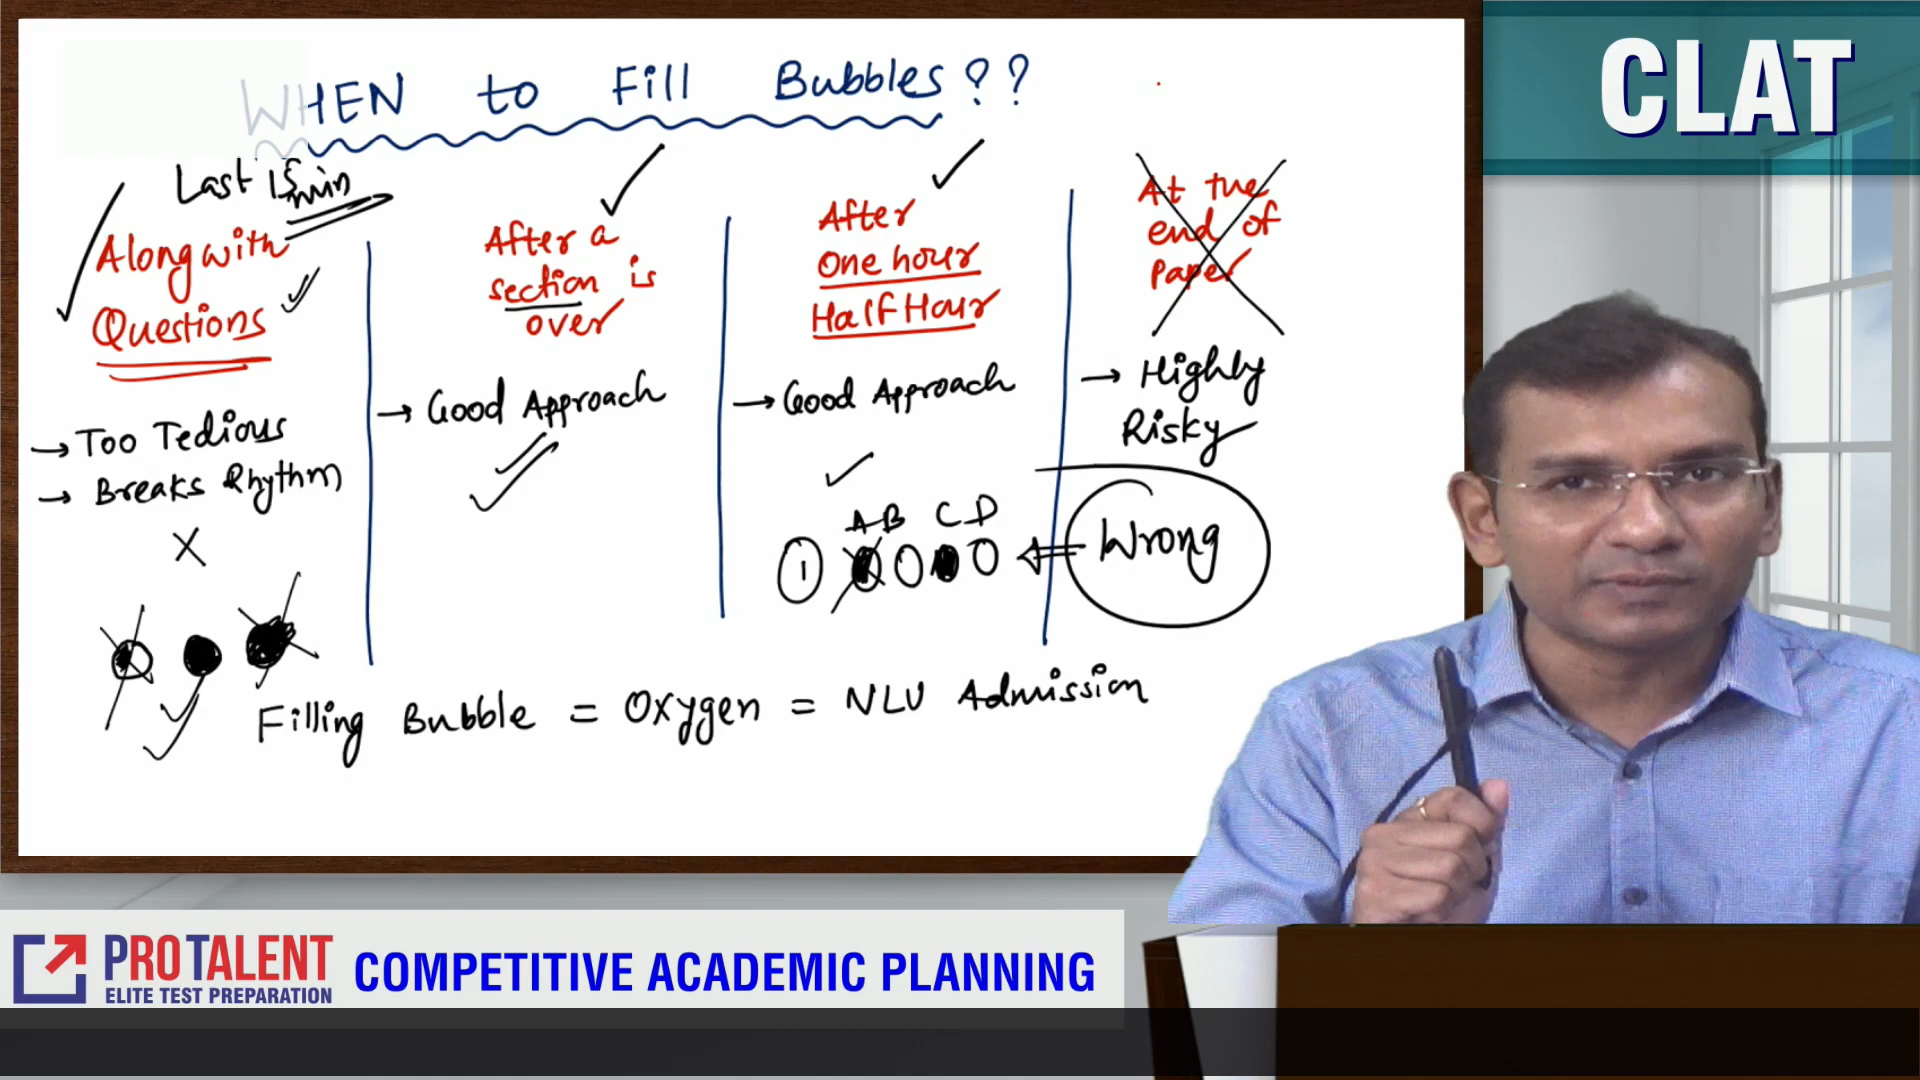 WHEN to Fill Bubbles ??
Last 15 min
Along with
Questions
→ Too Tedious
→ Breaks Rhythm
X
After a
section is
over
→ Good Approach
After
One hour
Half Hour
→ Good Approach
A B C D
1
At the
end of
paper
→ Highly
Risky
Wrong
Filling Bubble = Oxygen = NLU Admission
CLAT
PROTALENT
ELITE TEST PREPARATION
COMPETITIVE ACADEMIC PLANNING